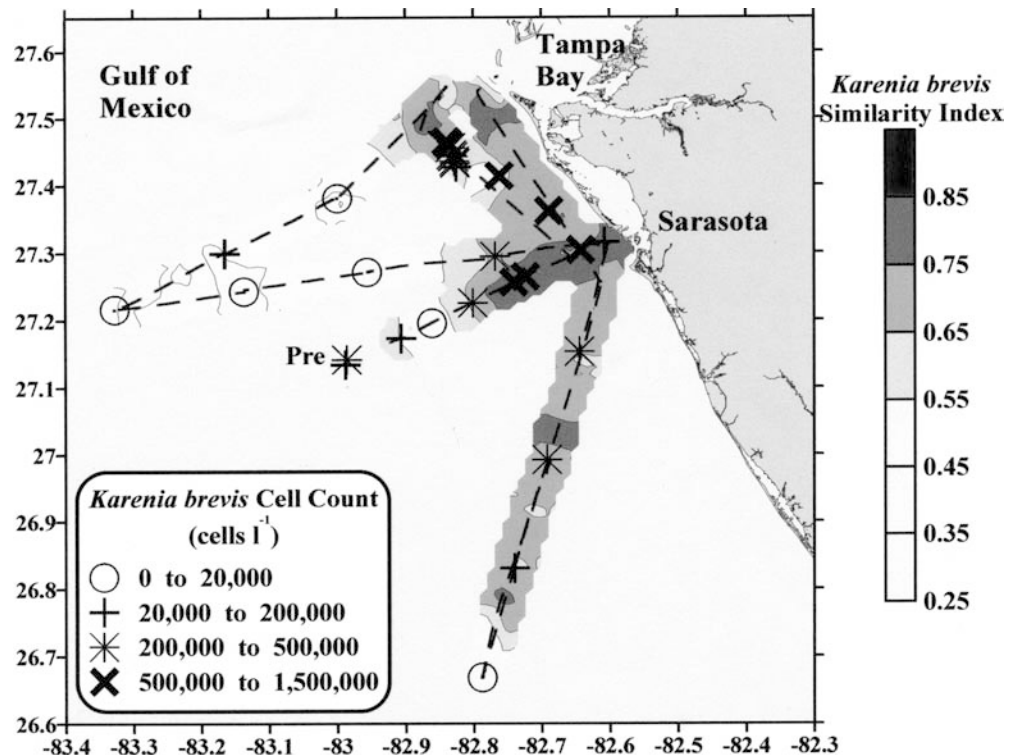 Gulf of
Mexico
Tampa
Bay
Sarasota
Pre
Karenia brevis
Similarity Index
0.85
0.75
0.65
0.55
0.45
0.35
0.25
27.6
27.5
27.4
27.3
27.2
27.1
27
26.9
26.8
26.7
26.6
-83.4
-83.3
-83.2
-83.1
-83
-82.9
-82.8
-82.7
-82.6
-82.5
-82.4
-82.3
Karenia brevis Cell Count
(cells l⁻¹)
0 to 20,000
20,000 to 200,000
200,000 to 500,000
500,000 to 1,500,000